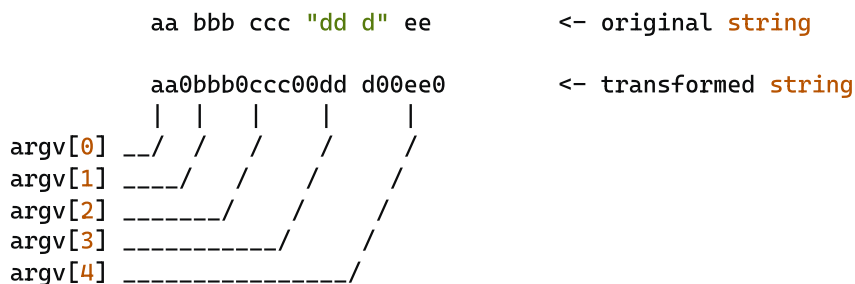 aa bbb ccc "dd d" ee         <- original string

          aa0bbb0ccc00dd d00ee0        <- transformed string
          |  |   |    |     |
argv[0] __/  /   /    /     /
argv[1] ____/   /    /     /
argv[2] _______/    /     /
argv[3] ___________/     /
argv[4] ________________/